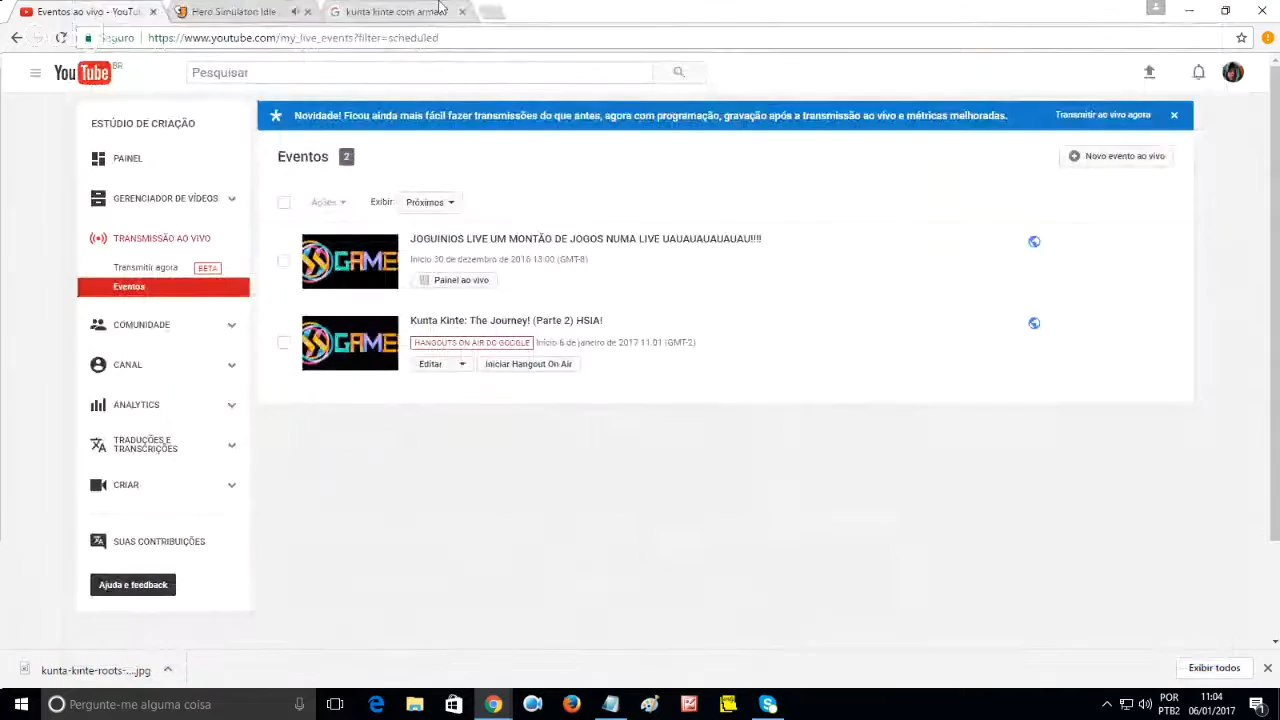 Eventos ao vivo - YouTu
Hero Simulator: Idle
kunta kinte com armad
Seguro https://www.youtube.com/my_live_events?filter=scheduled
YouTube BR
Pesquisar
ESTÚDIO DE CRIAÇÃO
PAINEL
GERENCIADOR DE VÍDEOS
TRANSMISSÃO AO VIVO
Transmitir agora BETA
Eventos
COMUNIDADE
CANAL
ANALYTICS
TRADUÇÕES E
TRANSCRIÇÕES
CRIAR
SUAS CONTRIBUIÇÕES
Ajuda e feedback
Novidade! Ficou ainda mais fácil fazer transmissões do que antes, agora com programação, gravação após a transmissão ao vivo e métricas melhoradas. Transmitir ao vivo agora
Eventos 2
Novo evento ao vivo
Ações Exibir: Próximos
GAME
JOGUINIOS LIVE UM MONTÃO DE JOGOS NUMA LIVE UAUAUAUAUAUAU!!!!
Início 30 de dezembro de 2016 13:00 (GMT-8)
Painel ao vivo
GAME
Kunta Kinte: The Journey! (Parte 2) HSIA!
HANGOUTS ON AIR DO GOOGLE Início 6 de janeiro de 2017 11:01 (GMT-2)
Editar Iniciar Hangout On Air
kunta-kinte-roots-....jpg
Exibir todos
Pergunte-me alguma coisa
POR
PTB2
11:04
06/01/2017
1